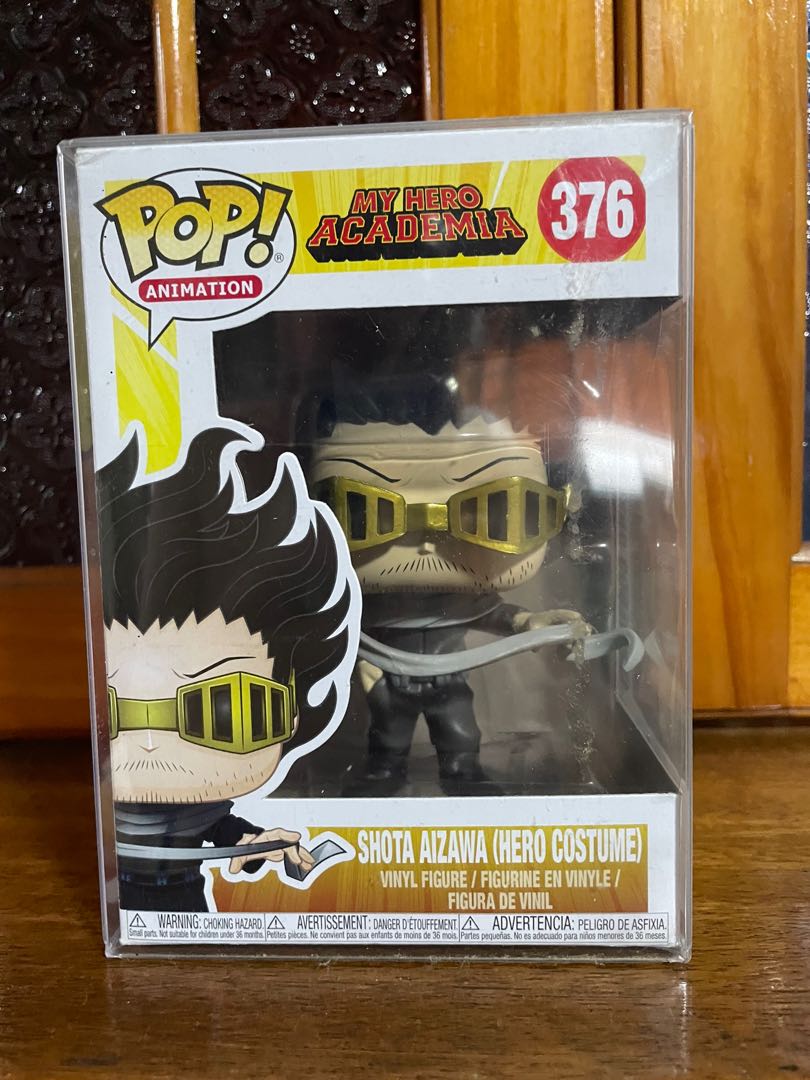 POP!®
ANIMATION
MY HERO
ACADEMIA
376
SHOTA AIZAWA (HERO COSTUME)
VINYL FIGURE / FIGURINE EN VINYLE /
FIGURA DE VINIL
WARNING: CHOKING HAZARD.
Small parts. Not suitable for children under 36 months.
AVERTISSEMENT: DANGER D'ÉTOUFFEMENT.
Petites pièces. Ne convient pas aux enfants de moins de 36 mois.
ADVERTENCIA: PELIGRO DE ASFIXIA.
Partes pequeñas. No es adecuado para niños menores de 36 meses.